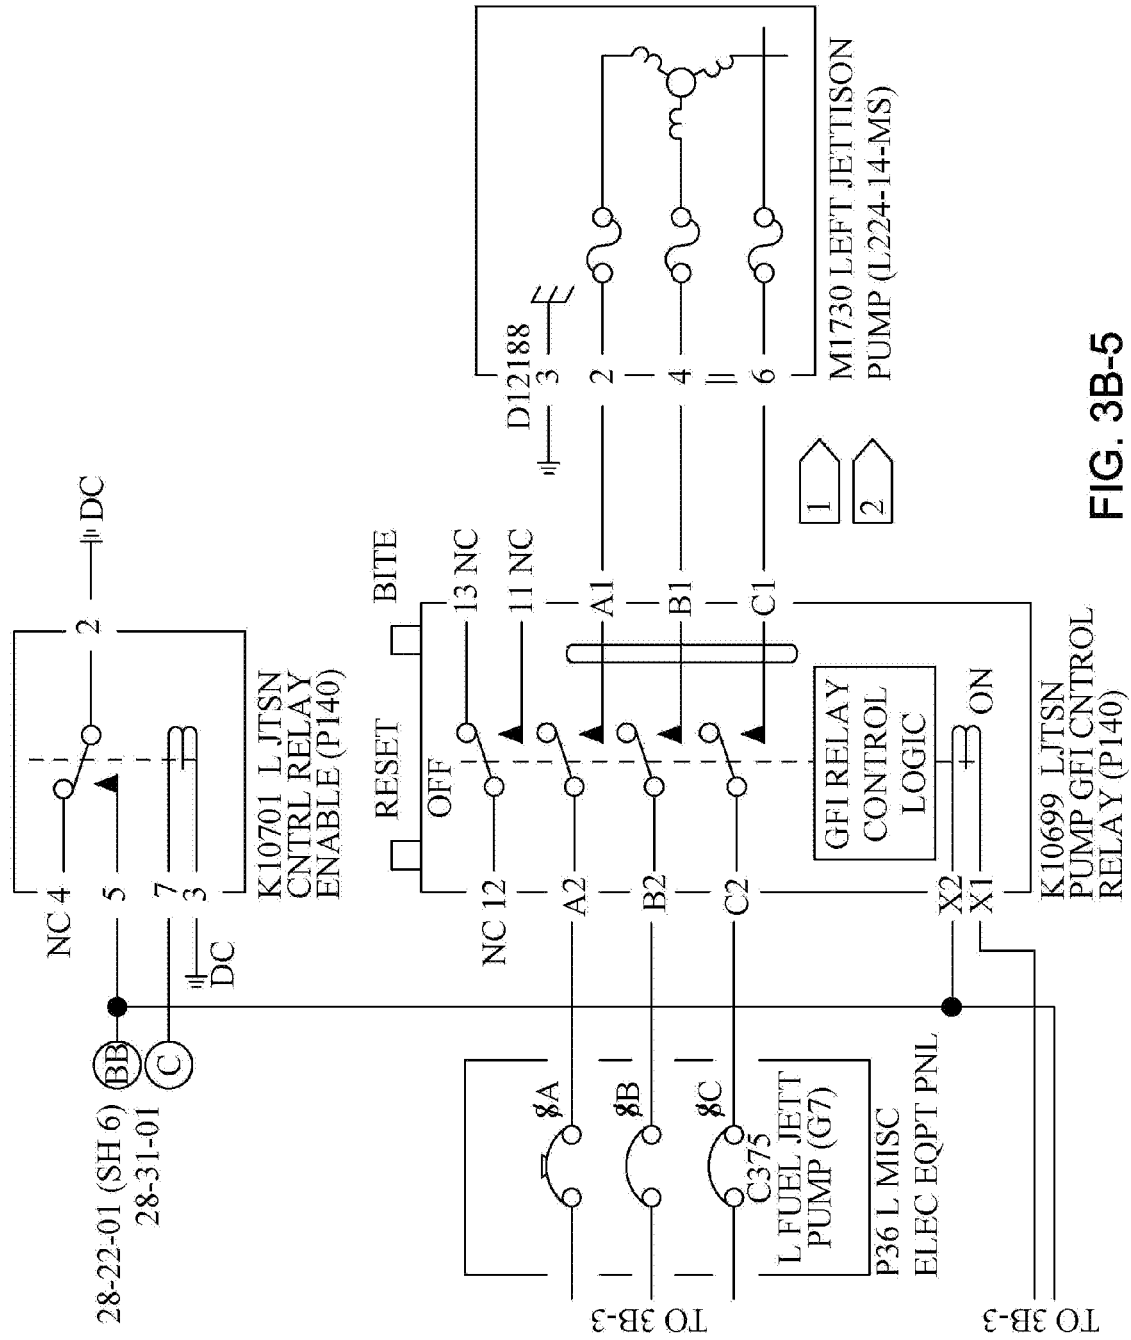 28-22-01 (SH 6)
28-31-01
BB
C
NC 4
5
7
3
DC
2
DC
K10701 LJTSN
CNTRL RELAY
ENABLE (P140)
RESET
BITE
OFF
13 NC
11 NC
NC 12
A2
B2
C2
A1
B1
C1
X2
X1
ON
GFI RELAY
CONTROL
LOGIC
K10699 LJTSN
PUMP GFI CNTROL
RELAY (P140)
8A
8B
8C
C375
L FUEL JETT
PUMP (G7)
P36 L MISC
ELEC EQPT PNL
TO 3B-3
TO 3B-3
D12188
3
2
4
6
M1730 LEFT JETTISON
PUMP (L224-14-MS)
1
2
FIG. 3B-5